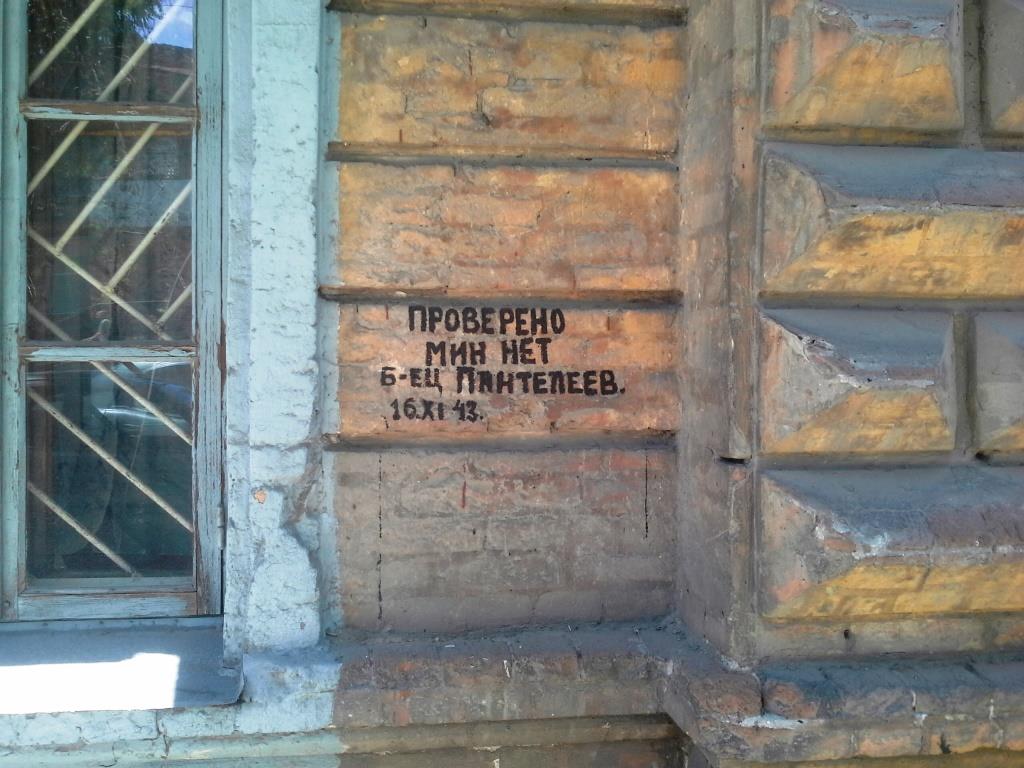 ПРОВЕРЕНО
МИН НЕТ
Б-ЕЦ ПАНТЕЛЕЕВ.
16.XI 43.